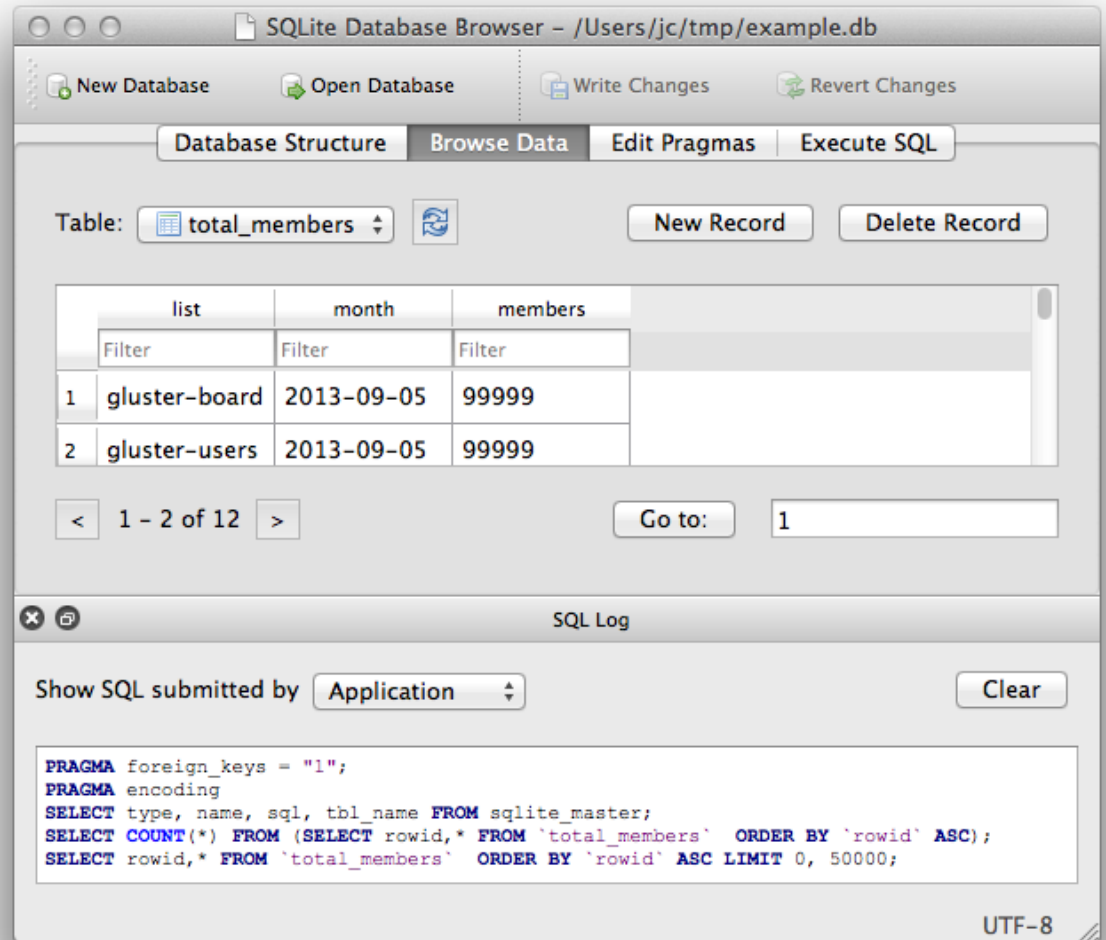 SQLite Database Browser – /Users/jc/tmp/example.db
New Database Open Database Write Changes Revert Changes
Database Structure Browse Data Edit Pragmas Execute SQL
Table: total_members New Record Delete Record
list month members
Filter Filter Filter
1 gluster-board 2013-09-05 99999
2 gluster-users 2013-09-05 99999
< 1 - 2 of 12 > Go to: 1
SQL Log
Show SQL submitted by Application Clear
PRAGMA foreign_keys = "1";
PRAGMA encoding
SELECT type, name, sql, tbl_name FROM sqlite_master;
SELECT COUNT(*) FROM (SELECT rowid,* FROM `total_members`  ORDER BY `rowid` ASC);
SELECT rowid,* FROM `total_members`  ORDER BY `rowid` ASC LIMIT 0, 50000;
UTF-8